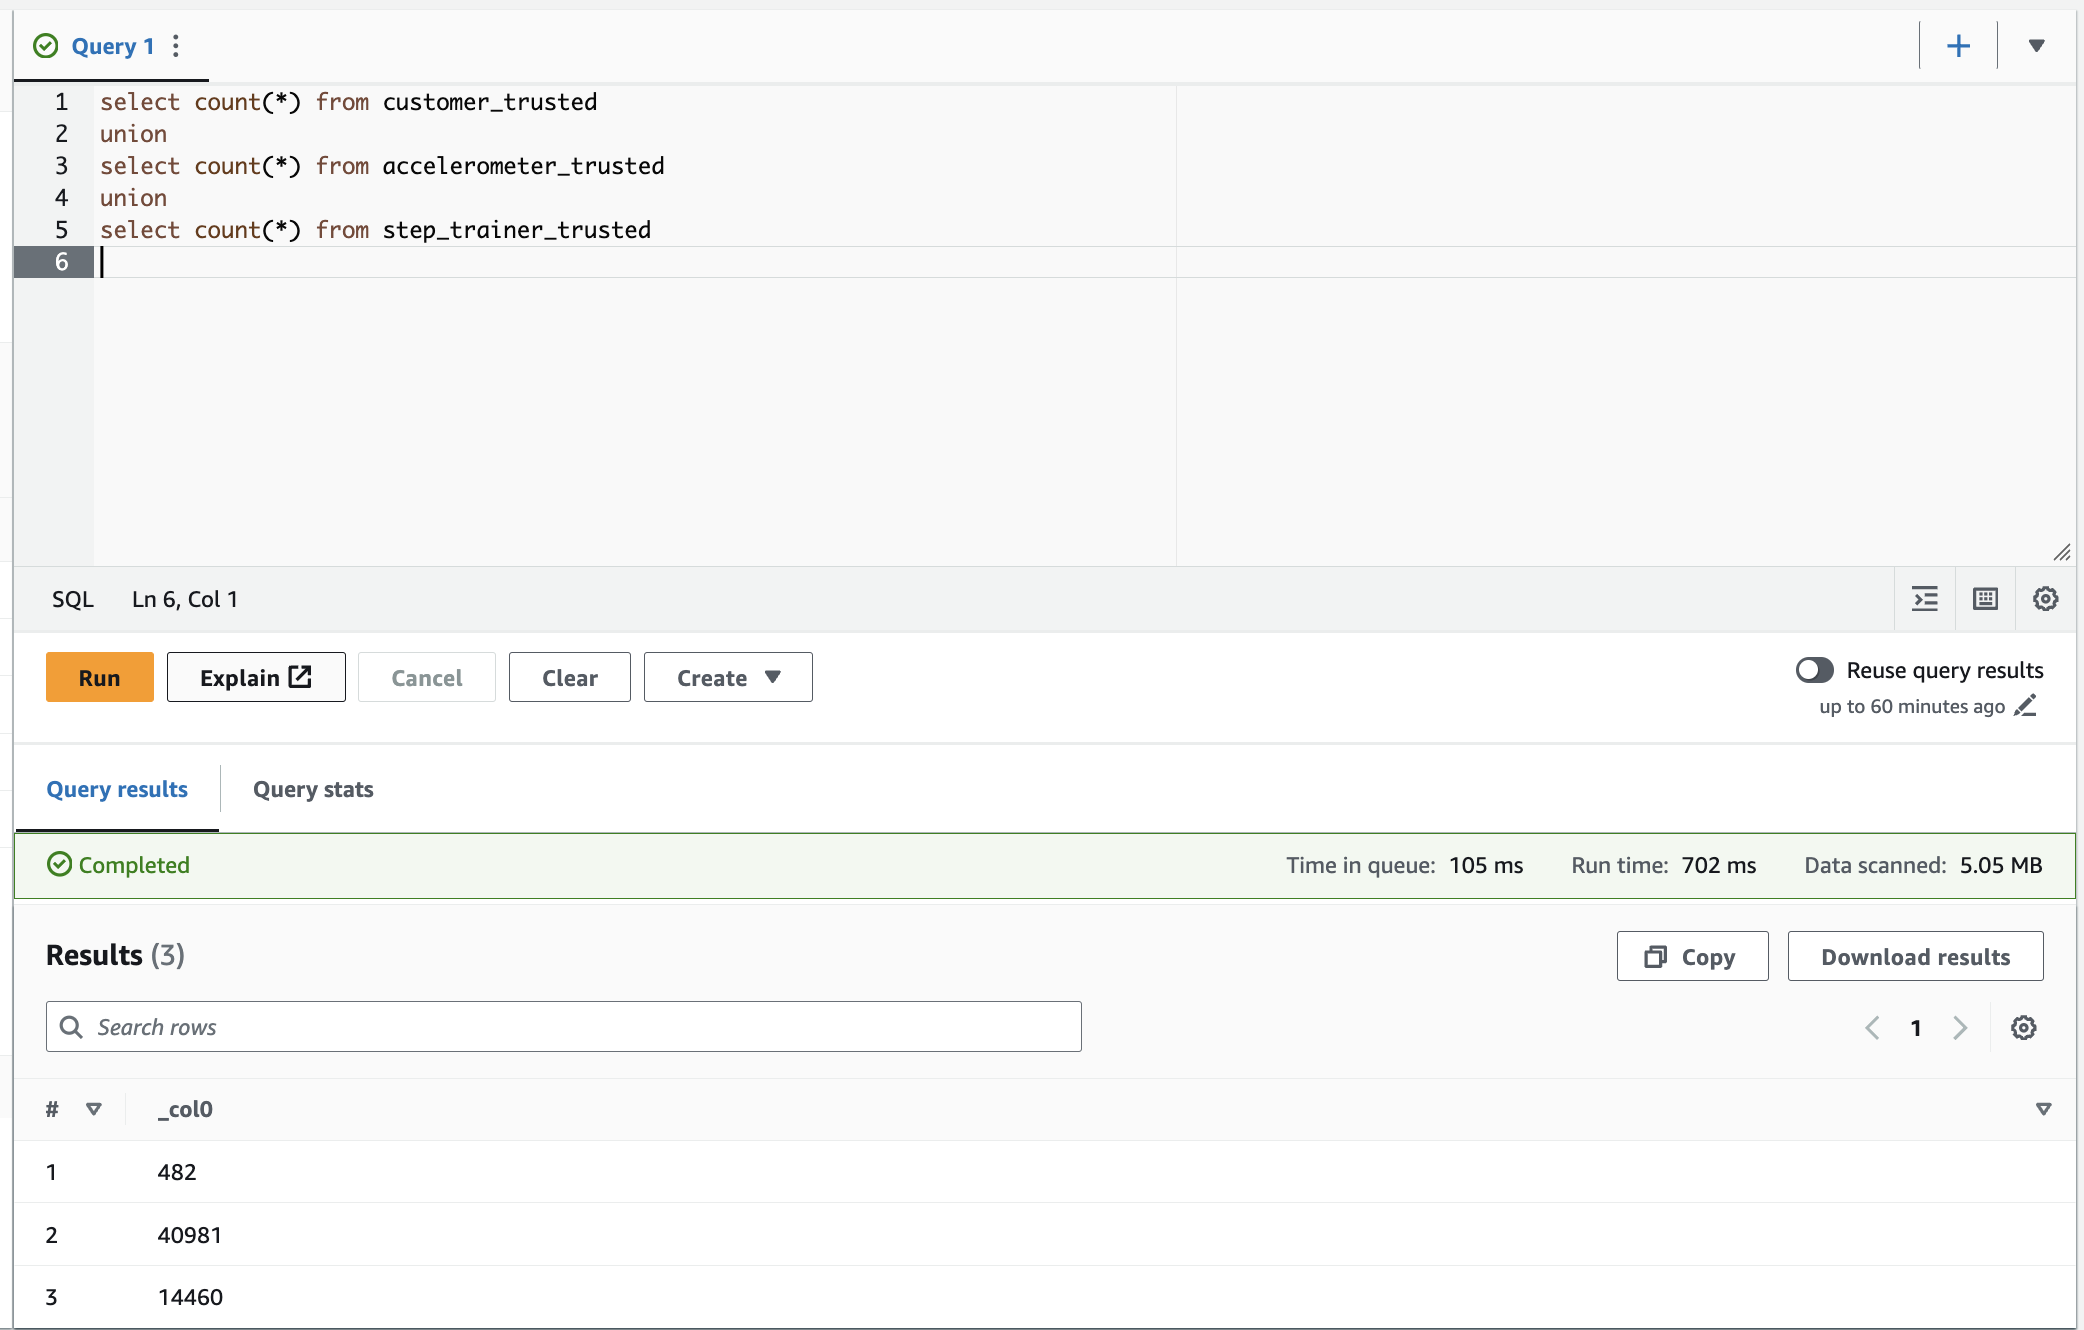 Query 1
1 select count(*) from customer_trusted
2 union
3 select count(*) from accelerometer_trusted
4 union
5 select count(*) from step_trainer_trusted
6
SQL Ln 6, Col 1
Run Explain Cancel Clear Create Reuse query results
up to 60 minutes ago
Query results Query stats
Completed Time in queue: 105 ms Run time: 702 ms Data scanned: 5.05 MB
Results (3) Copy Download results
Search rows 1
# _col0
1 482
2 40981
3 14460